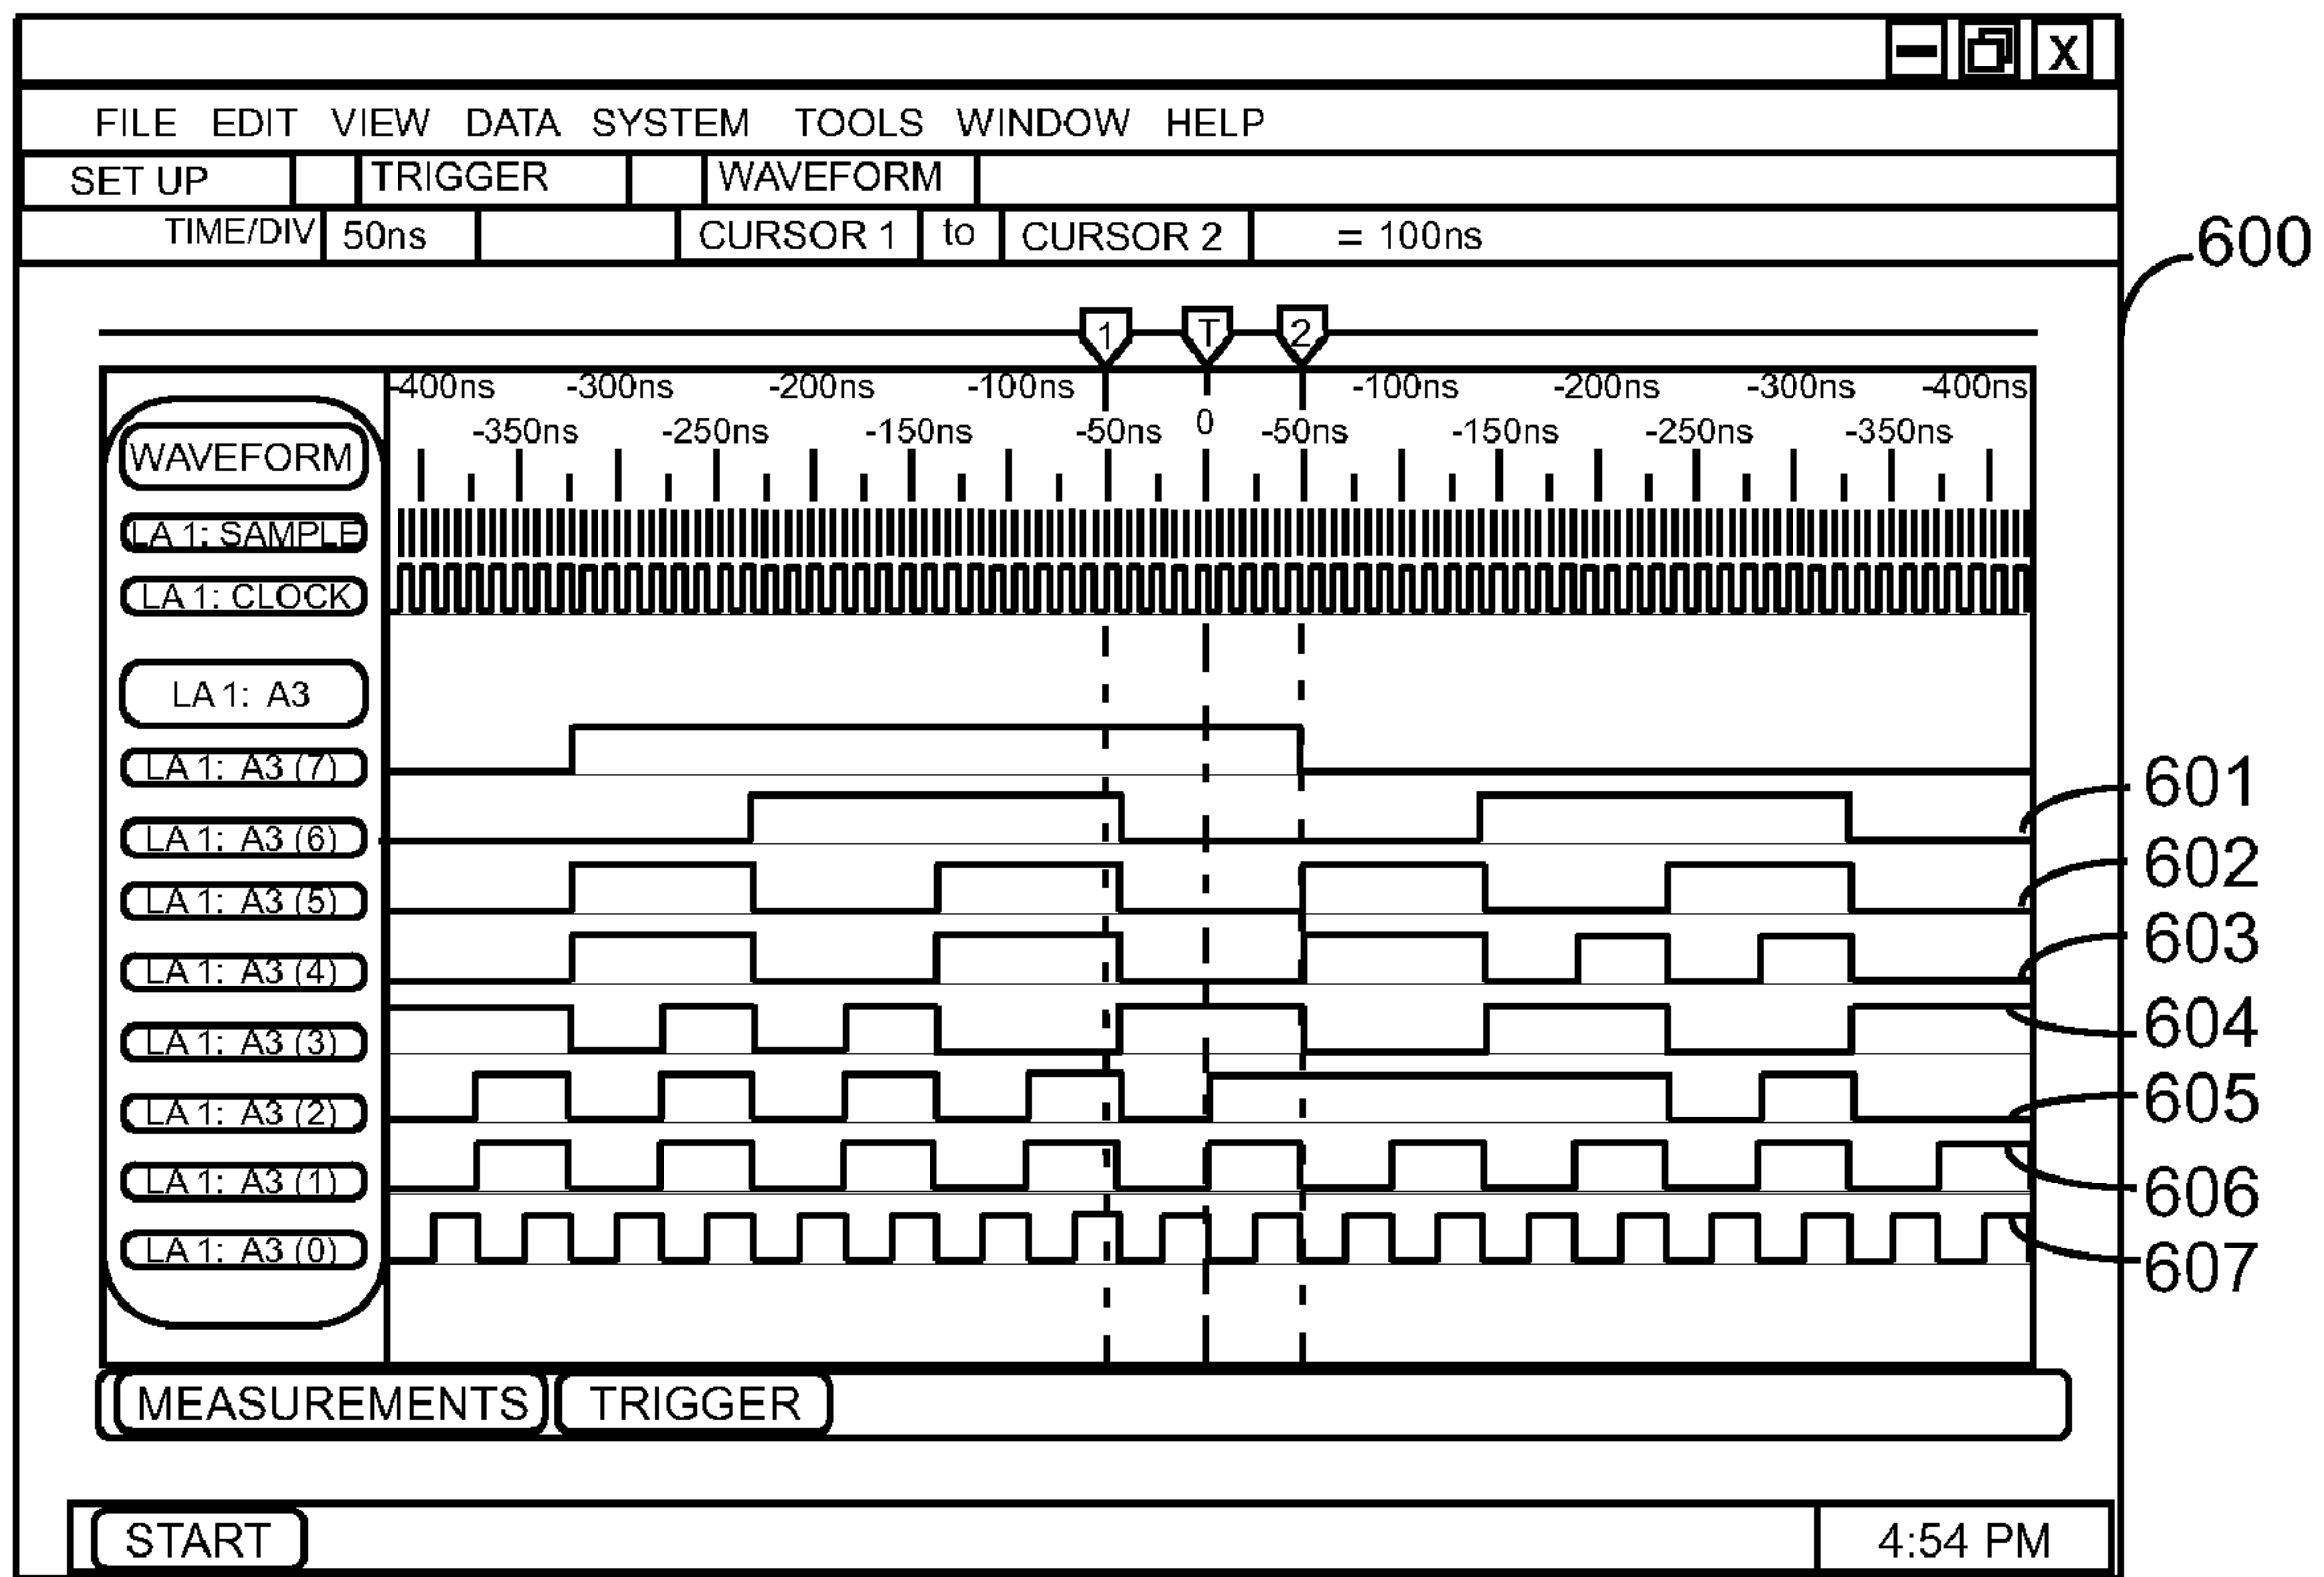 X
FILE EDIT VIEW DATA SYSTEM TOOLS WINDOW HELP
SET UP TRIGGER WAVEFORM
TIME/DIV 50ns CURSOR 1 to CURSOR 2 = 100ns
600
1 T 2
-400ns -300ns -200ns -100ns -100ns -200ns -300ns -400ns
-350ns -250ns -150ns -50ns 0 -50ns -150ns -250ns -350ns
WAVEFORM
LA 1: SAMPLE
LA 1: CLOCK
LA 1: A3
LA 1: A3 (7)
601
LA 1: A3 (6)
602
LA 1: A3 (5)
603
LA 1: A3 (4)
604
LA 1: A3 (3)
605
LA 1: A3 (2)
606
LA 1: A3 (1)
607
LA 1: A3 (0)
MEASUREMENTS TRIGGER
START 4:54 PM